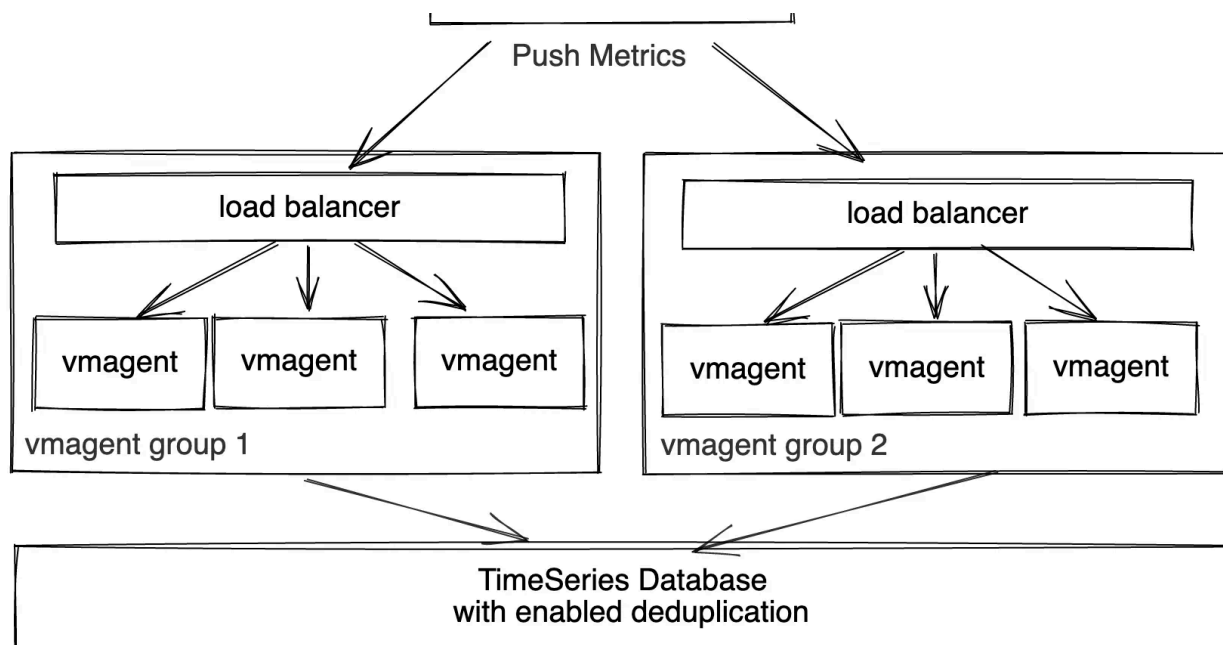 Push Metrics
load balancer
load balancer
vmagent
vmagent
vmagent
vmagent
vmagent
vmagent
vmagent group 1
vmagent group 2
TimeSeries Database
with enabled deduplication